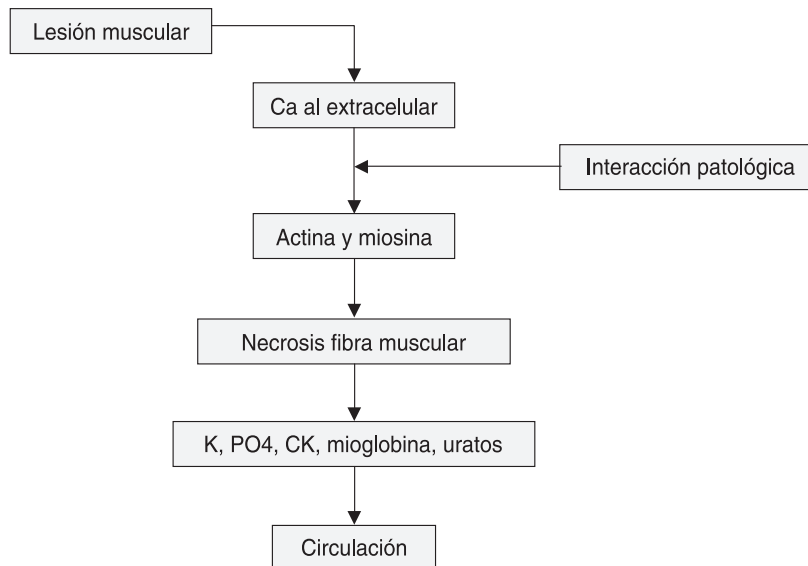 Lesión muscular
Ca al extracelular
Interacción patológica
Actina y miosina
Necrosis fibra muscular
K, PO4, CK, mioglobina, uratos
Circulación